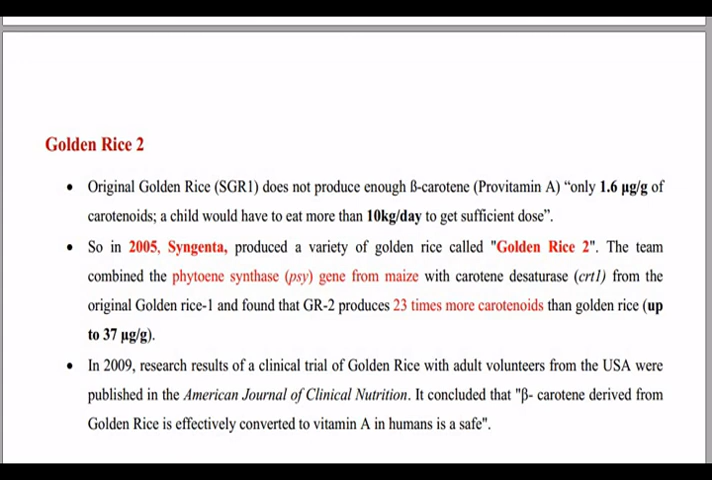 Golden Rice 2
• Original Golden Rice (SGR1) does not produce enough ß-carotene (Provitamin A) “only 1.6 µg/g of
carotenoids; a child would have to eat more than 10kg/day to get sufficient dose”.
• So in 2005, Syngenta, produced a variety of golden rice called "Golden Rice 2". The team
combined the phytoene synthase (psy) gene from maize with carotene desaturase (crtl) from the
original Golden rice-1 and found that GR-2 produces 23 times more carotenoids than golden rice (up
to 37 µg/g).
• In 2009, research results of a clinical trial of Golden Rice with adult volunteers from the USA were
published in the American Journal of Clinical Nutrition. It concluded that "β- carotene derived from
Golden Rice is effectively converted to vitamin A in humans is a safe".